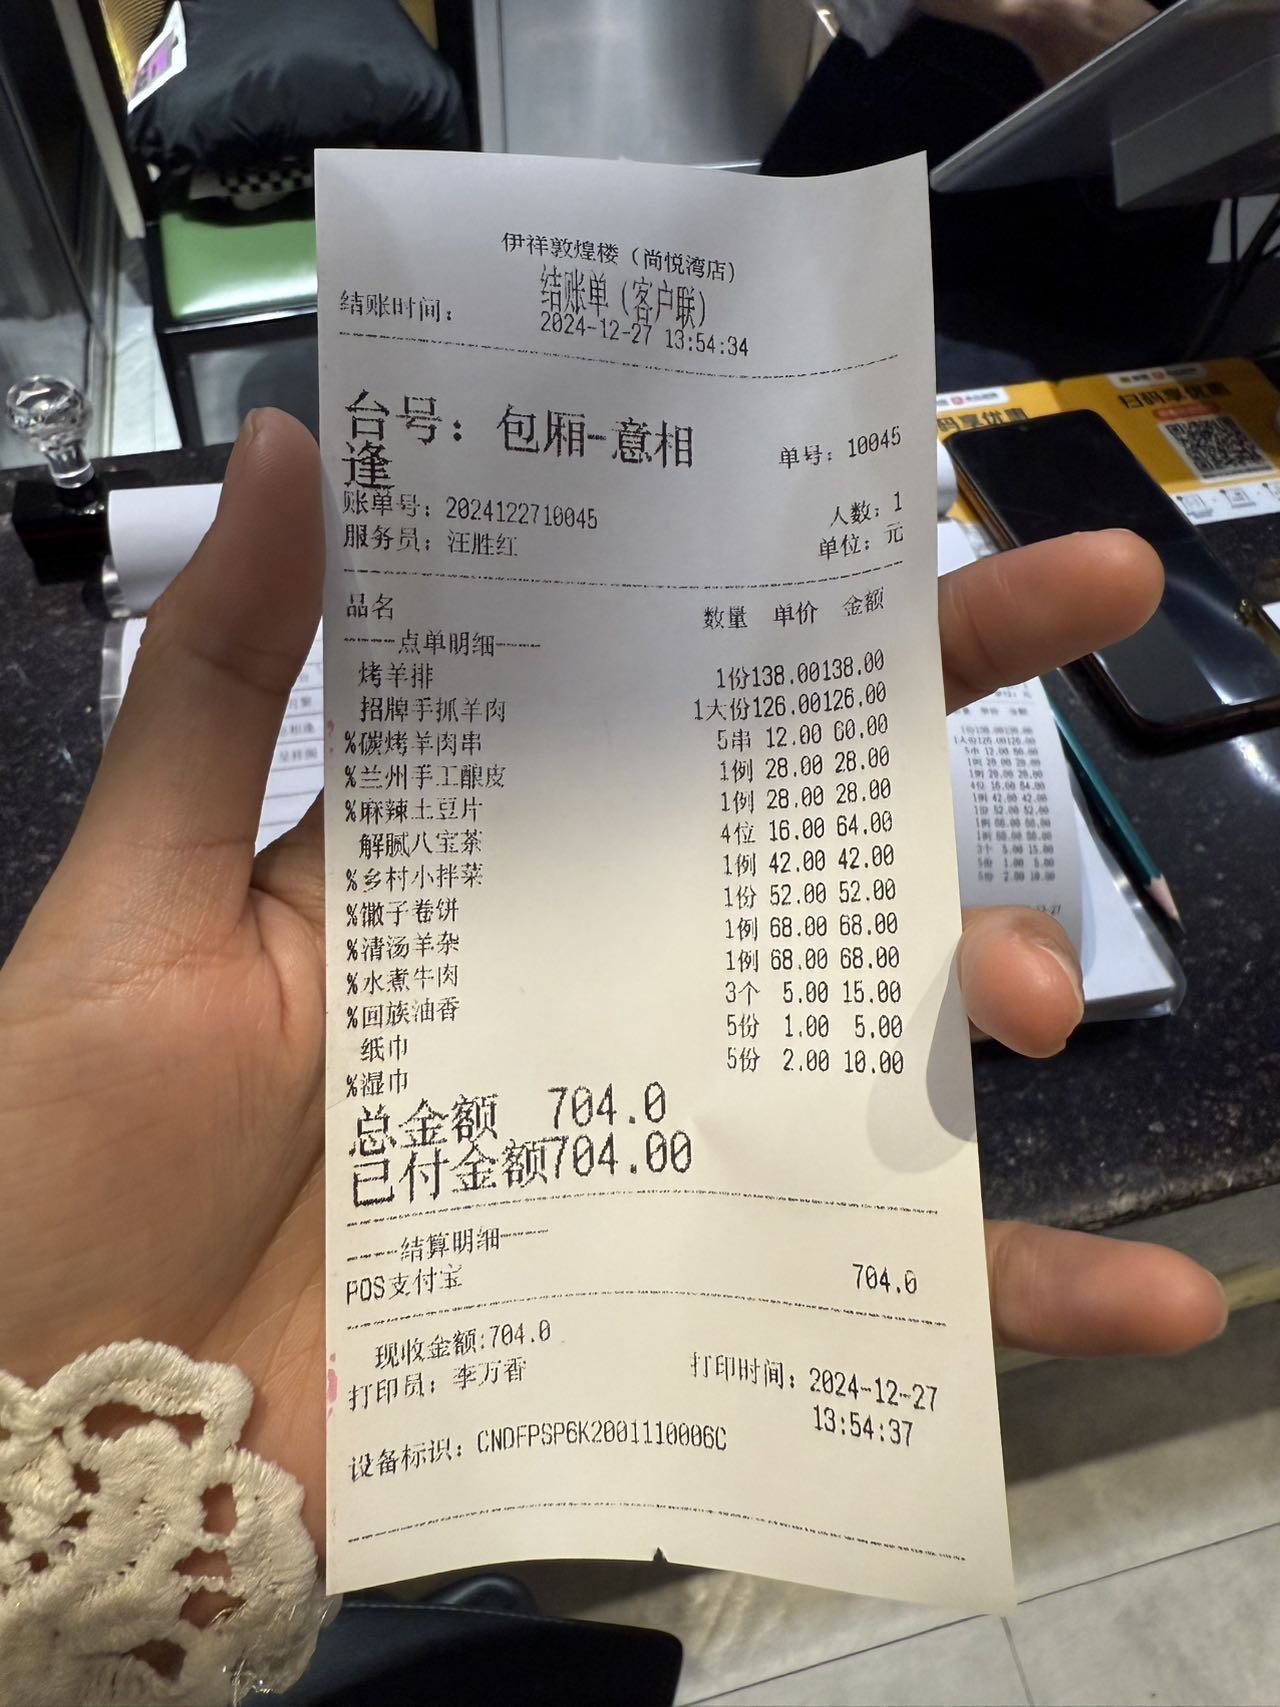 伊祥敦煌楼（尚悦湾店）
结账单（客户联）
结账时间： 2024-12-27 13:54:34
台号：包厢-意相
逢
单号：10045
账单号：2024122710045
人数：1
服务员：汪胜红
单位：元
品名 数量 单价 金额
-----点单明细-----
烤羊排 1份138.00138.00
招牌手抓羊肉 1大份126.00126.00
%碳烤羊肉串 5串 12.00 60.00
%兰州手工酿皮 1例 28.00 28.00
%麻辣土豆片 1例 28.00 28.00
解腻八宝茶 4位 16.00 64.00
%乡村小拌菜 1例 42.00 42.00
%馓子卷饼 1份 52.00 52.00
%清汤羊杂 1例 68.00 68.00
%水煮牛肉 1例 68.00 68.00
%回族油香 3个 5.00 15.00
纸巾 5份 1.00 5.00
%湿巾 5份 2.00 10.00
总金额 704.0
已付金额704.00
-----结算明细-----
POS支付宝 704.0
现收金额:704.0
打印员：李万香 打印时间：2024-12-27
13:54:37
设备标识：CNDFPSP6K2001110006C
扫码享优惠
扫码享优惠